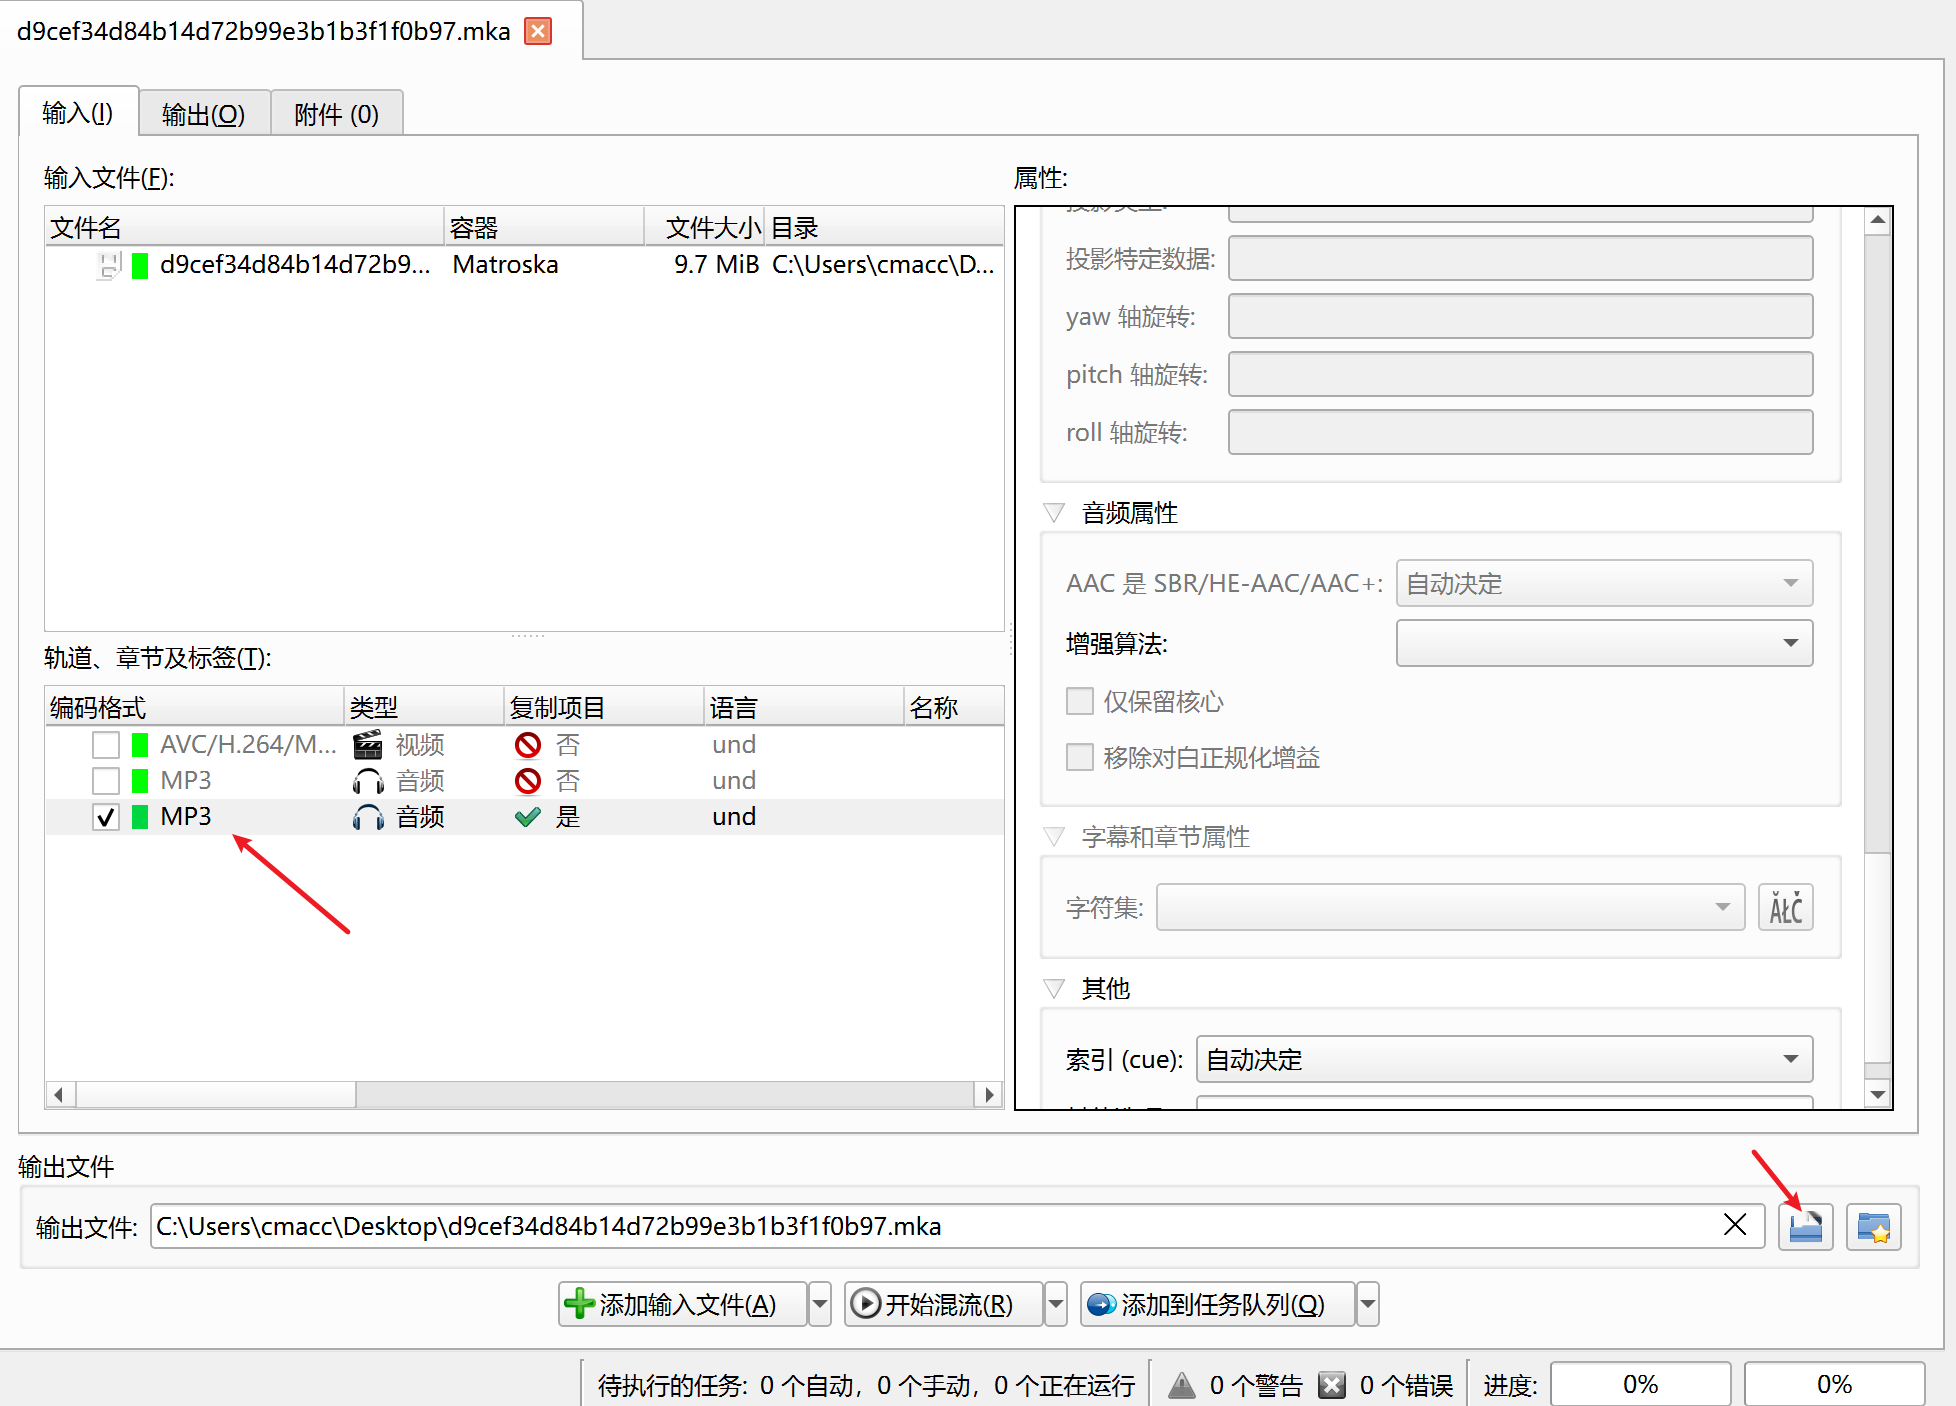 d9cef34d84b14d72b99e3b1b3f1f0b97.mka
输入(I) 输出(O) 附件 (0)
输入文件(F):
文件名 容器 文件大小 目录
d9cef34d84b14d72b9... Matroska 9.7 MiB C:\Users\cmacc\D...
轨道、章节及标签(T):
编码格式 类型 复制项目 语言 名称
AVC/H.264/M... 视频 否 und
MP3 音频 否 und
MP3 音频 是 und
属性:
投影特定数据:
yaw 轴旋转:
pitch 轴旋转:
roll 轴旋转:
音频属性
AAC 是 SBR/HE-AAC/AAC+: 自动决定
增强算法:
仅保留核心
移除对白正规化增益
字幕和章节属性
字符集: ĂŁČ
其他
索引 (cue): 自动决定
输出文件
输出文件: C:\Users\cmacc\Desktop\d9cef34d84b14d72b99e3b1b3f1f0b97.mka
添加输入文件(A) 开始混流(R) 添加到任务队列(Q)
待执行的任务: 0 个自动，0 个手动，0 个正在运行 0 个警告 0 个错误 进度: 0% 0%